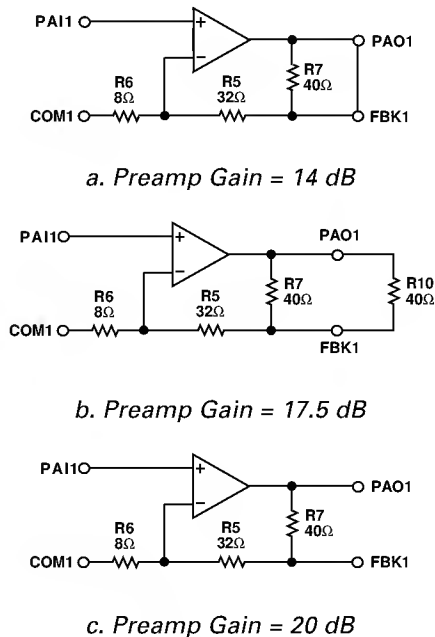 PAI1
+
−
PAO1
R6
8Ω
R5
32Ω
R7
40Ω
COM1
FBK1
a. Preamp Gain = 14 dB
PAI1
+
−
PAO1
R6
8Ω
R5
32Ω
R7
40Ω
R10
40Ω
COM1
FBK1
b. Preamp Gain = 17.5 dB
PAI1
+
−
PAO1
R6
8Ω
R5
32Ω
R7
40Ω
COM1
FBK1
c. Preamp Gain = 20 dB